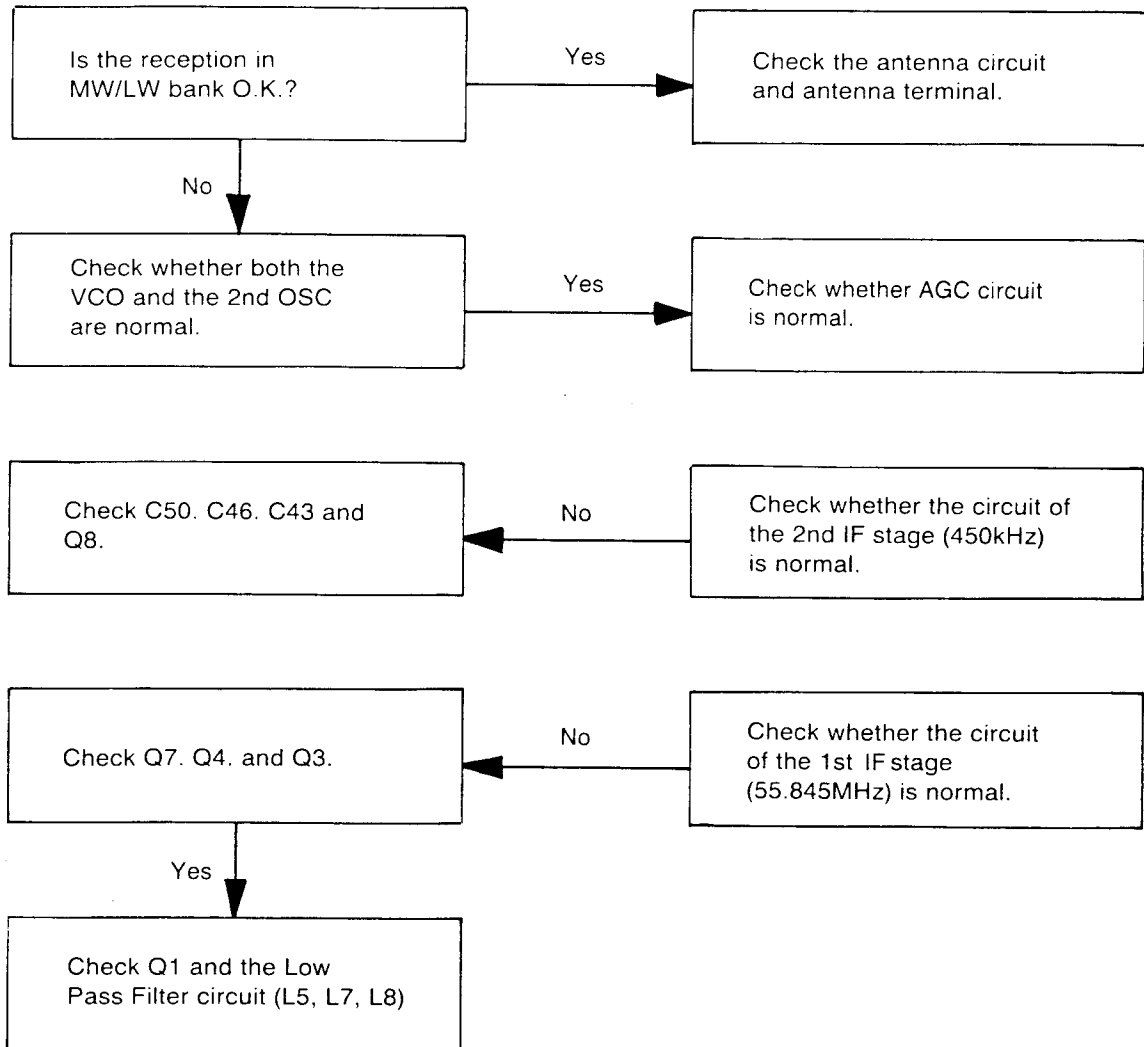 Is the reception in
MW/LW bank O.K.?
Yes
Check the antenna circuit
and antenna terminal.
No
Check whether both the
VCO and the 2nd OSC
are normal.
Yes
Check whether AGC circuit
is normal.
Check C50. C46. C43 and
Q8.
No
Check whether the circuit of
the 2nd IF stage (450kHz)
is normal.
Check Q7. Q4. and Q3.
No
Check whether the circuit
of the 1st IF stage
(55.845MHz) is normal.
Yes
Check Q1 and the Low
Pass Filter circuit (L5, L7, L8)